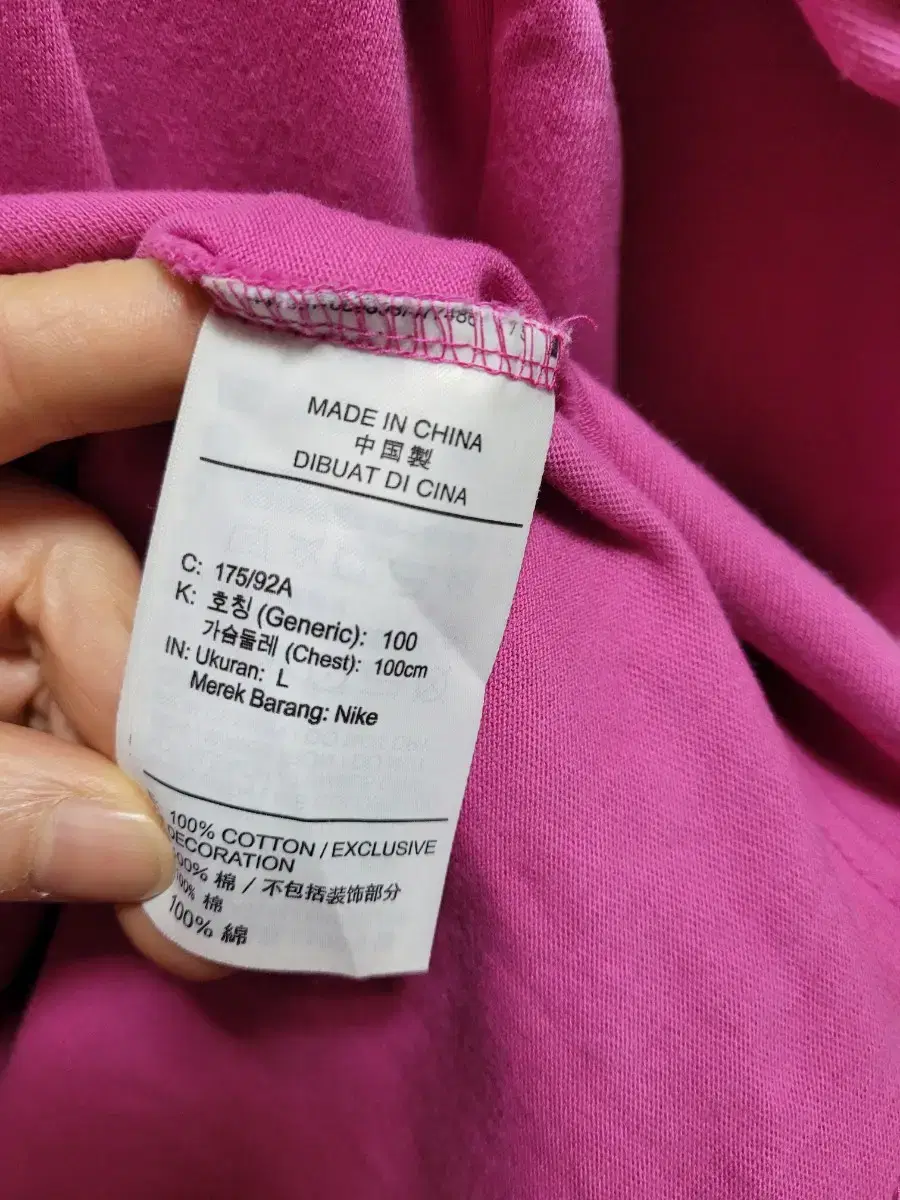 MADE IN CHINA
中国製
DIBUAT DI CINA
C: 175/92A
K: 호칭 (Generic): 100
가슴둘레 (Chest): 100cm
IN: Ukuran: L
Merek Barang: Nike
100% COTTON / EXCLUSIVE
DECORATION
100% 棉 / 不包括装饰部分
100% 棉
100% 綿